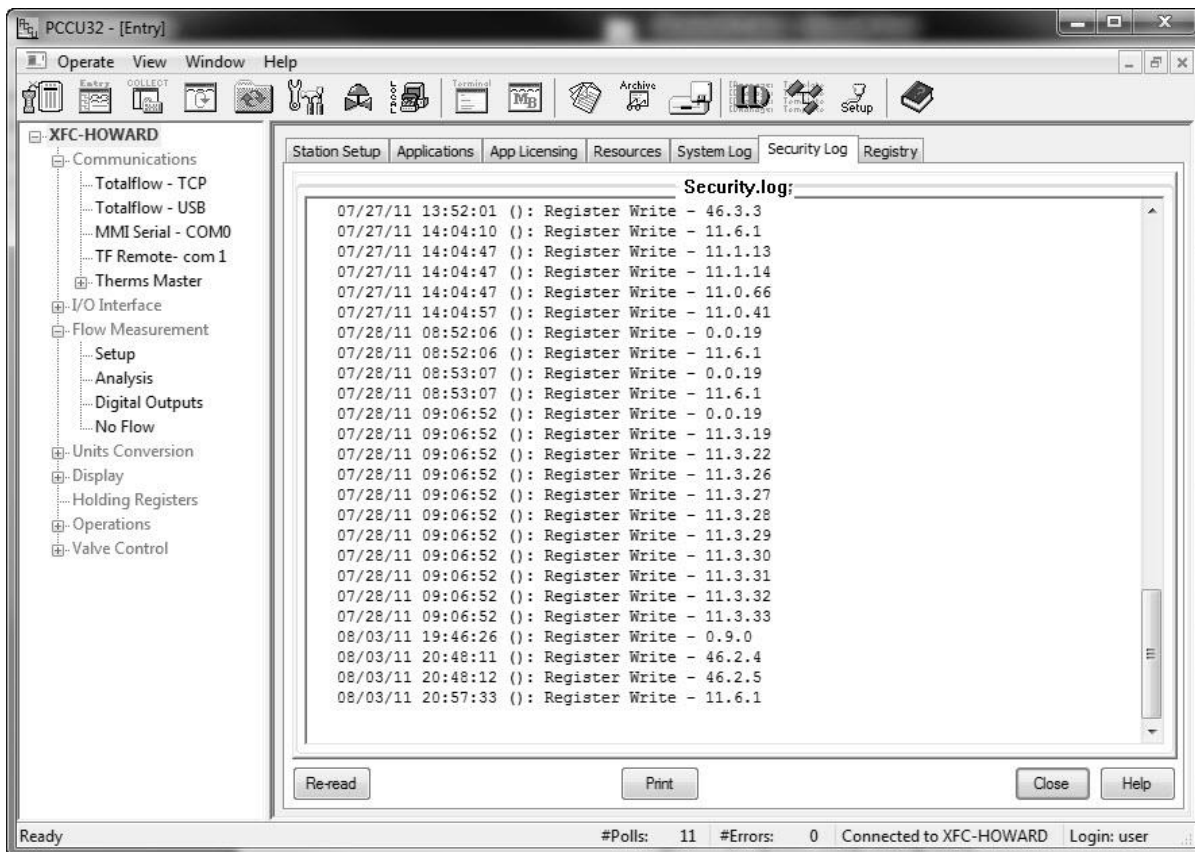 PCCU32 - [Entry]
Operate View Window Help
Entry
COLLECT
Terminal
MB
Archive
ID
Setup
XFC-HOWARD
Communications
Totalflow - TCP
Totalflow - USB
MMI Serial - COM0
TF Remote- com 1
Therms Master
I/O Interface
Flow Measurement
Setup
Analysis
Digital Outputs
No Flow
Units Conversion
Display
Holding Registers
Operations
Valve Control
Station Setup Applications App Licensing Resources System Log Security Log Registry
Security.log;
07/27/11 13:52:01 (): Register Write - 46.3.3
07/27/11 14:04:10 (): Register Write - 11.6.1
07/27/11 14:04:47 (): Register Write - 11.1.13
07/27/11 14:04:47 (): Register Write - 11.1.14
07/27/11 14:04:47 (): Register Write - 11.0.66
07/27/11 14:04:57 (): Register Write - 11.0.41
07/28/11 08:52:06 (): Register Write - 0.0.19
07/28/11 08:52:06 (): Register Write - 11.6.1
07/28/11 08:53:07 (): Register Write - 0.0.19
07/28/11 08:53:07 (): Register Write - 11.6.1
07/28/11 09:06:52 (): Register Write - 0.0.19
07/28/11 09:06:52 (): Register Write - 11.3.19
07/28/11 09:06:52 (): Register Write - 11.3.22
07/28/11 09:06:52 (): Register Write - 11.3.26
07/28/11 09:06:52 (): Register Write - 11.3.27
07/28/11 09:06:52 (): Register Write - 11.3.28
07/28/11 09:06:52 (): Register Write - 11.3.29
07/28/11 09:06:52 (): Register Write - 11.3.30
07/28/11 09:06:52 (): Register Write - 11.3.31
07/28/11 09:06:52 (): Register Write - 11.3.32
07/28/11 09:06:52 (): Register Write - 11.3.33
08/03/11 19:46:26 (): Register Write - 0.9.0
08/03/11 20:48:11 (): Register Write - 46.2.4
08/03/11 20:48:12 (): Register Write - 46.2.5
08/03/11 20:57:33 (): Register Write - 11.6.1
Re-read Print Close Help
Ready #Polls: 11 #Errors: 0 Connected to XFC-HOWARD Login: user